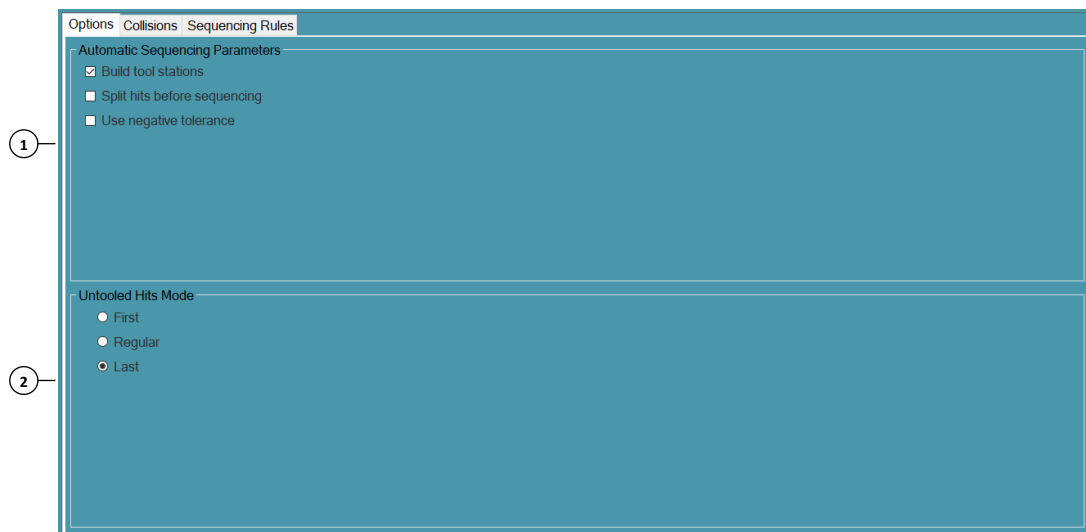 Options Collisions Sequencing Rules
Automatic Sequencing Parameters
Build tool stations
Split hits before sequencing
Use negative tolerance
1
Untooled Hits Mode
First
Regular
Last
2